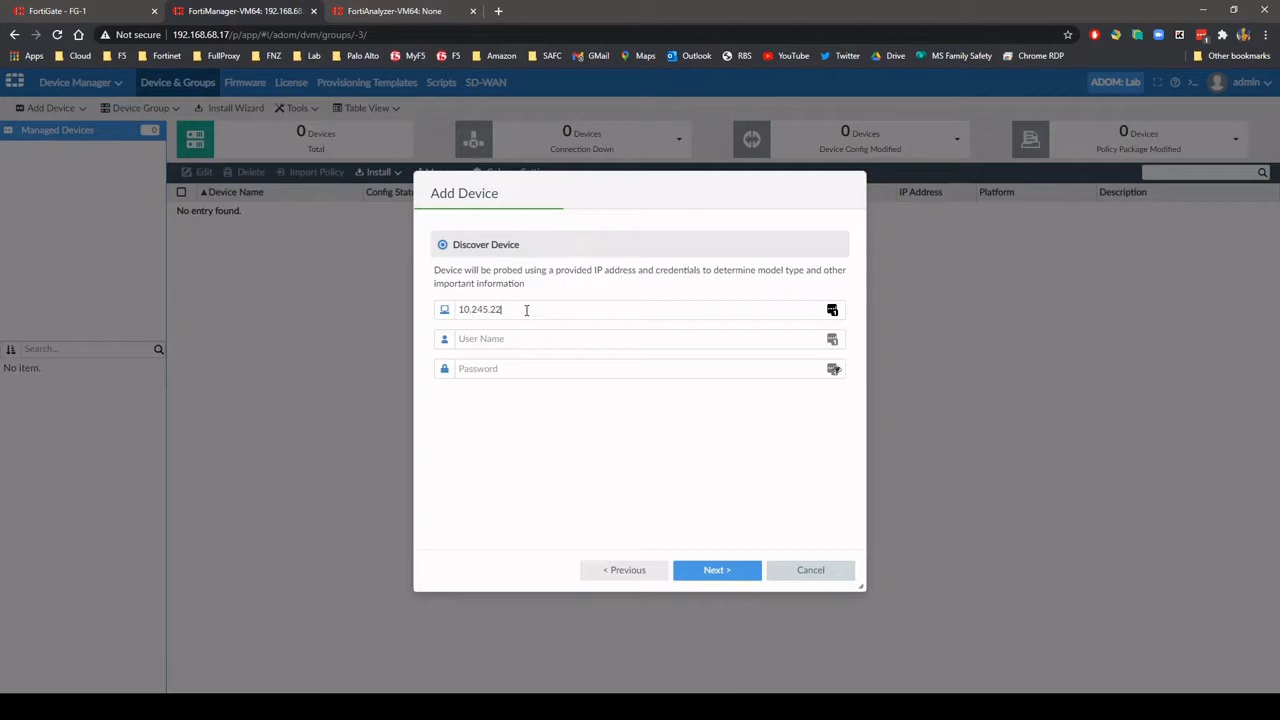 FortiGate - FG-1
FortiManager-VM64: 192.168.68.
FortiAnalyzer-VM64: None
Not secure 192.168.68.17/p/app/#!/adom/dvm/groups/-3/
Apps Cloud F5 Fortinet FullProxy FNZ Lab Palo Alto MyF5 F5 Amazon SAFC GMail Maps Outlook RBS YouTube Twitter Drive MS Family Safety Chrome RDP Other bookmarks
Device Manager Device & Groups Firmware License Provisioning Templates Scripts SD-WAN ADOM: Lab admin
Add Device Device Group Install Wizard Tools Table View
Managed Devices 0
0 Devices
Total
0 Devices
Connection Down
0 Devices
Device Config Modified
0 Devices
Policy Package Modified
Edit Delete Import Policy Install
Device Name Config Stat IP Address Platform Description
No entry found.
Search...
No item.
Add Device
Discover Device
Device will be probed using a provided IP address and credentials to determine model type and other
important information
10.245.22
User Name
Password
< Previous Next > Cancel